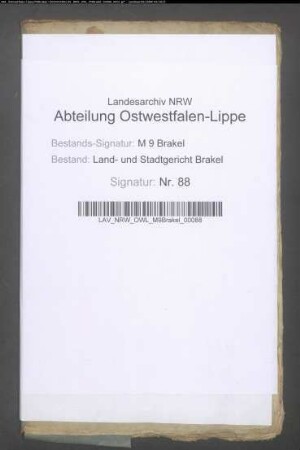 Landesarchiv NRW
Abteilung Ostwestfalen-Lippe
Bestands-Signatur: M 9 Brakel
Bestand: Land- und Stadtgericht Brakel
Signatur: Nr. 88
LAV_NRW_OWL_M9Brakel_00088